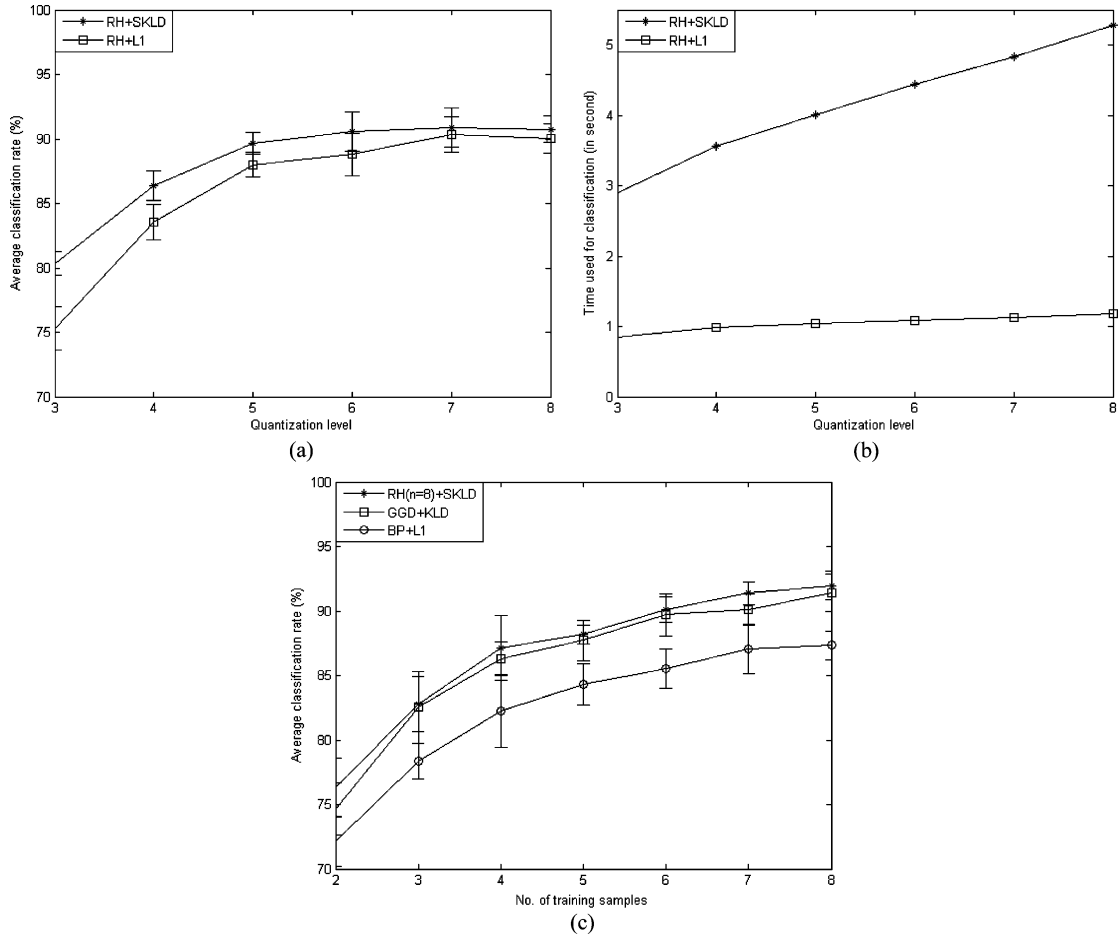 RH+SKLD
RH+L1
Average classification rate (%)
100
95
90
85
80
75
70
3 4 5 6 7 8
Quantization level
(a)
RH+SKLD
RH+L1
Time used for classification (in second)
5
4
3
2
1
0
3 4 5 6 7 8
Quantization level
(b)
RH(n=8)+SKLD
GGD+KLD
BP+L1
Average classification rate (%)
100
95
90
85
80
75
70
2 3 4 5 6 7 8
No. of training samples
(c)